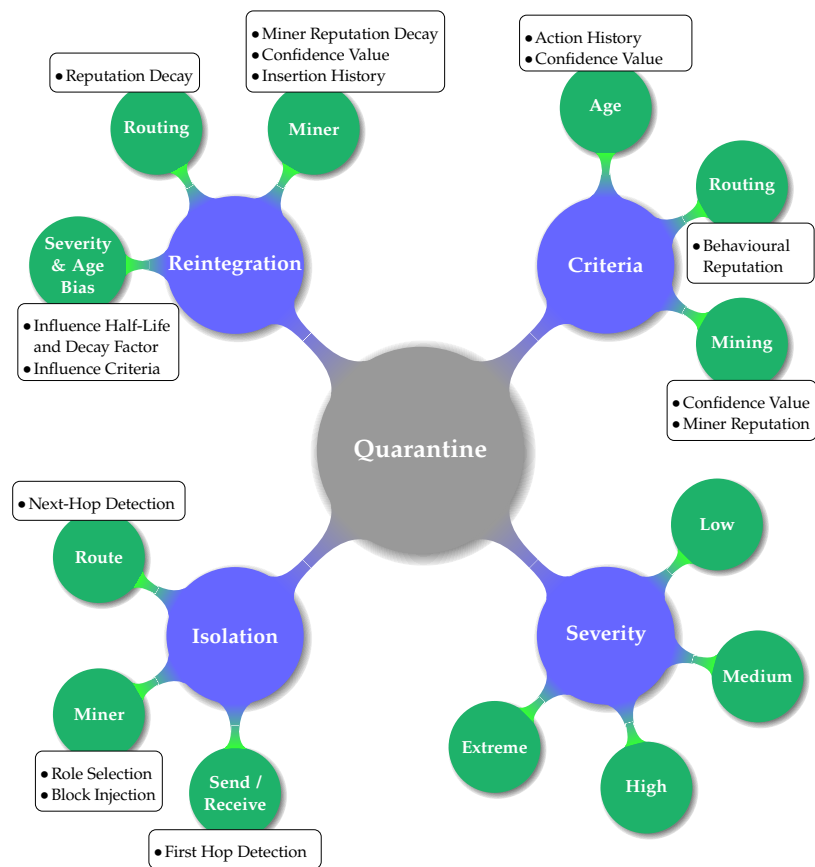 ● Miner Reputation Decay
● Confidence Value
● Insertion History
● Reputation Decay
Routing
Miner
Severity
& Age
Bias
Reintegration
● Influence Half-Life
and Decay Factor
● Influence Criteria
● Action History
● Confidence Value
Age
Routing
● Behavioural
Reputation
Criteria
Mining
● Confidence Value
● Miner Reputation
Quarantine
● Next-Hop Detection
Route
Isolation
Miner
● Role Selection
● Block Injection
Send /
Receive
● First Hop Detection
Low
Severity
Medium
Extreme
High